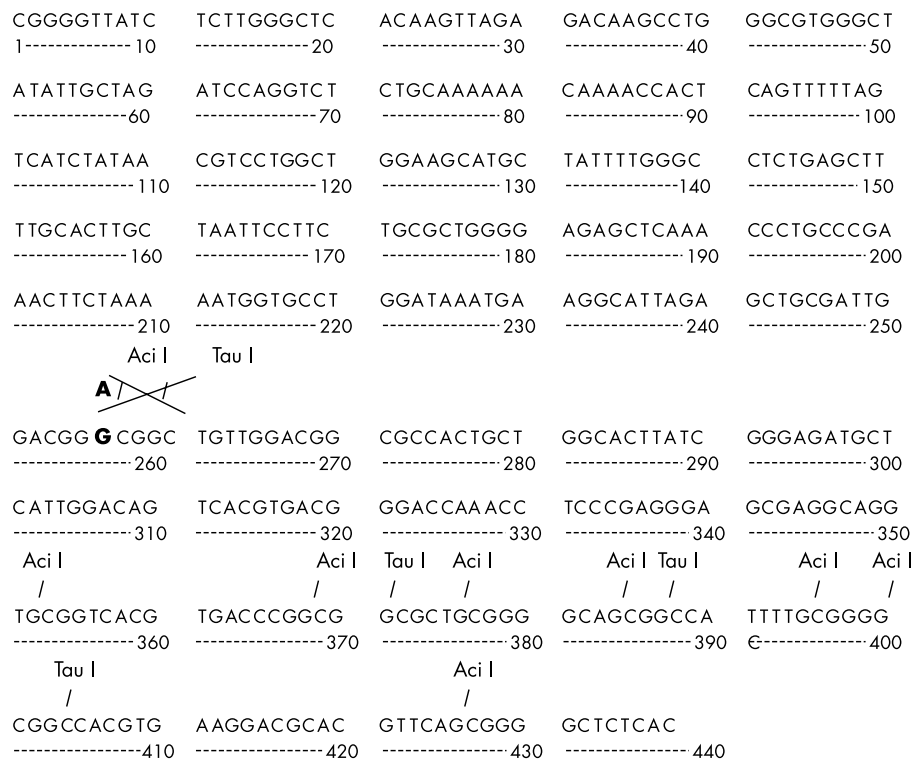 CGGGGTTATC TCTTGGGCTC ACAAGTTAGA GACAAGCCTG GGCGTGGGCT
1------------- 10 -------------- 20 -------------- 30 -------------- 40 -------------- 50
ATATTGCTAG ATCCAGGTCT CTGCAAAAAA CAAAACCACT CAGTTTTTAG
--------------60 -------------- 70 -------------- 80 -------------- 90 -------------- 100
TCATCTATAA CGTCCTGGCT GGAAGCATGC TATTTTGGGC CTCTGAGCTT
-------------- 110 -------------- 120 -------------- 130 -------------- 140 -------------- 150
TTGCACTTGC TAATTCCTTC TGCGCTGGGG AGAGCTCAAA CCCTGCCCGA
-------------- 160 -------------- 170 -------------- 180 -------------- 190 -------------- 200
AACTTCTAAA AATGGTGCCT GGATAAATGA AGGCATTAGA GCTGCGATTG
-------------- 210 -------------- 220 -------------- 230 -------------- 240 -------------- 250
Aci I Tau I
A
GACGG G CGGC TGTTGGACGG CGCCACTGCT GGCACTTATC GGGAGATGCT
-------------- 260 -------------- 270 -------------- 280 -------------- 290 -------------- 300
CATTGGACAG TCACGTGACG GGACCAAACC TCCCGAGGGA GCGAGGCAGG
-------------- 310 -------------- 320 -------------- 330 -------------- 340 -------------- 350
Aci I Aci I Tau I Aci I Aci I Tau I Aci I Aci I
TGCGGTCACG TGACCCGGCG GCGCTGCGGG GCAGCGGCCA TTTTGCGGGG
-------------- 360 -------------- 370 -------------- 380 -------------- 390 C-------------- 400
Tau I Aci I
CGGCCACGTG AAGGACGCAC GTTCAGCGGG GCTCTCAC
--------------410 -------------- 420 -------------- 430 -------------- 440